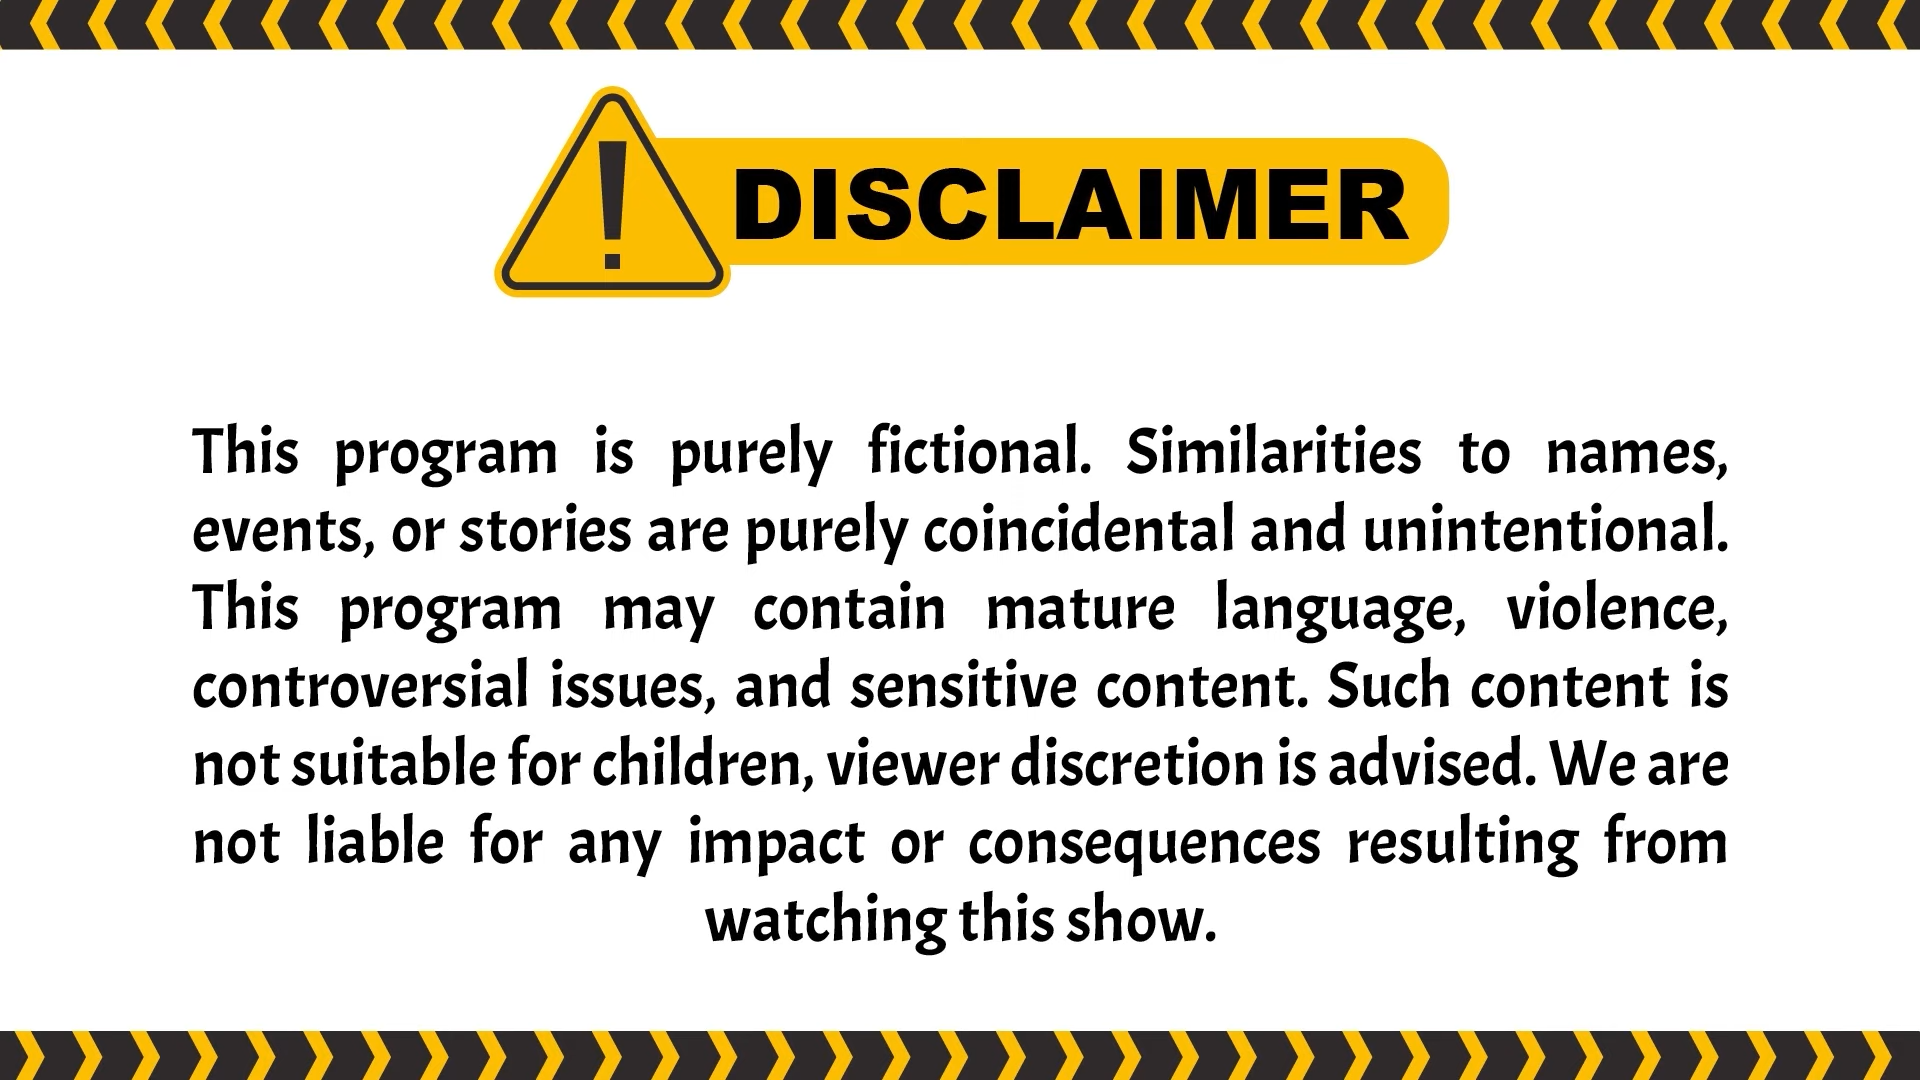 DISCLAIMER
This program is purely fictional. Similarities to names,
events, or stories are purely coincidental and unintentional.
This program may contain mature language, violence,
controversial issues, and sensitive content. Such content is
not suitable for children, viewer discretion is advised. We are
not liable for any impact or consequences resulting from
watching this show.